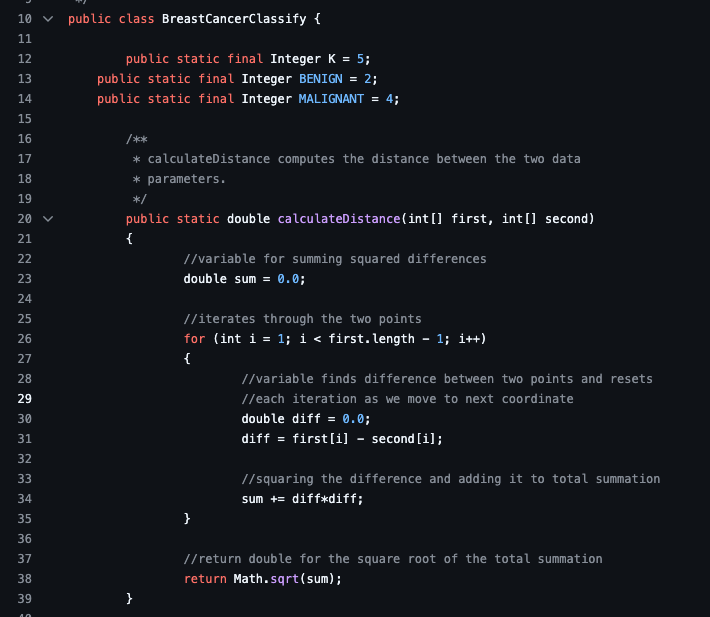 */
10 public class BreastCancerClassify {
11
12 public static final Integer K = 5;
13 public static final Integer BENIGN = 2;
14 public static final Integer MALIGNANT = 4;
15
16 /**
17 * calculateDistance computes the distance between the two data
18 * parameters.
19 */
20 public static double calculateDistance(int[] first, int[] second)
21 {
22 //variable for summing squared differences
23 double sum = 0.0;
24
25 //iterates through the two points
26 for (int i = 1; i < first.length - 1; i++)
27 {
28 //variable finds difference between two points and resets
29 //each iteration as we move to next coordinate
30 double diff = 0.0;
31 diff = first[i] - second[i];
32
33 //squaring the difference and adding it to total summation
34 sum += diff*diff;
35 }
36
37 //return double for the square root of the total summation
38 return Math.sqrt(sum);
39 }